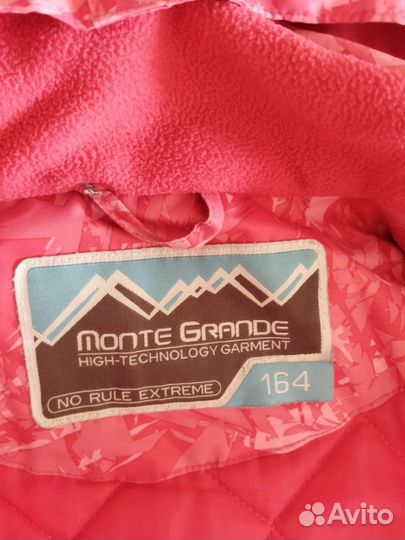 MONTE GRANDE
HIGH-TECHNOLOGY GARMENT
NO RULE EXTREME
164
Avito